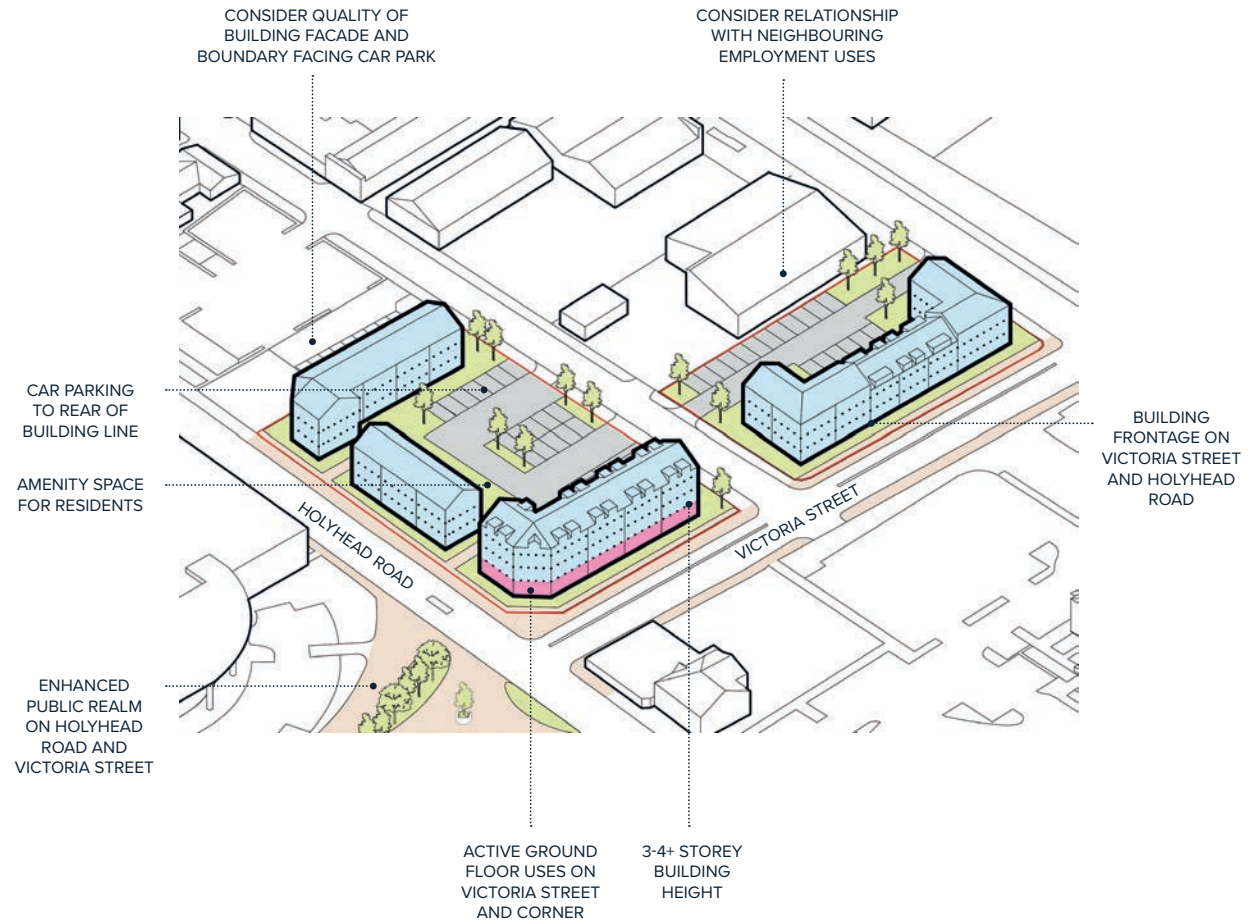 CONSIDER QUALITY OF
BUILDING FACADE AND
BOUNDARY FACING CAR PARK
CONSIDER RELATIONSHIP
WITH NEIGHBOURING
EMPLOYMENT USES
CAR PARKING
TO REAR OF
BUILDING LINE
AMENITY SPACE
FOR RESIDENTS
BUILDING
FRONTAGE ON
VICTORIA STREET
AND HOLYHEAD
ROAD
HOLYHEAD ROAD
VICTORIA STREET
ENHANCED
PUBLIC REALM
ON HOLYHEAD
ROAD AND
VICTORIA STREET
ACTIVE GROUND
FLOOR USES ON
VICTORIA STREET
AND CORNER
3-4+ STOREY
BUILDING
HEIGHT